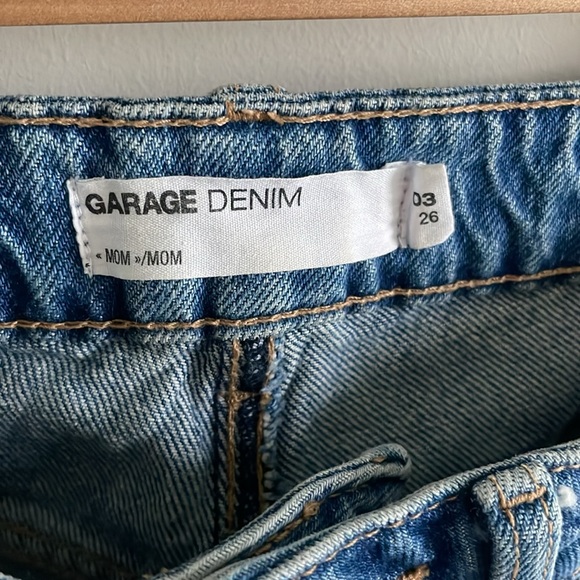 GARAGE DENIM
« MOM »/MOM
03
26